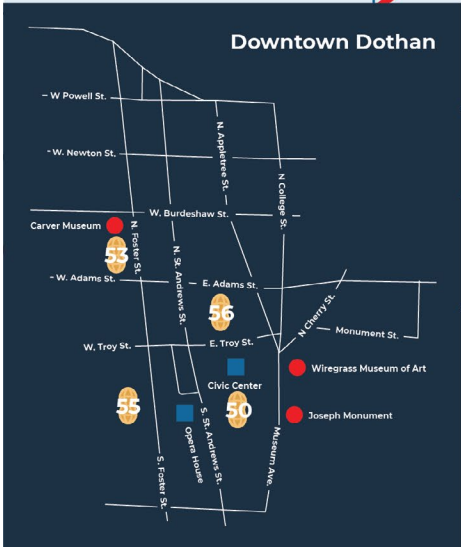 Downtown Dothan
W Powell St.
W. Newton St.
N. Appletree St.
N College St.
W. Burdeshaw St.
Carver Museum
N. Foster St.
53
N. St. Andrews St.
W. Adams St.
E. Adams St.
N Cherry St.
56
Monument St.
W. Troy St.
E. Troy St.
Wiregrass Museum of Art
Civic Center
55
50
Joseph Monument
Opera House
S. St. Andrews St.
Museum Ave.
S. Foster St.